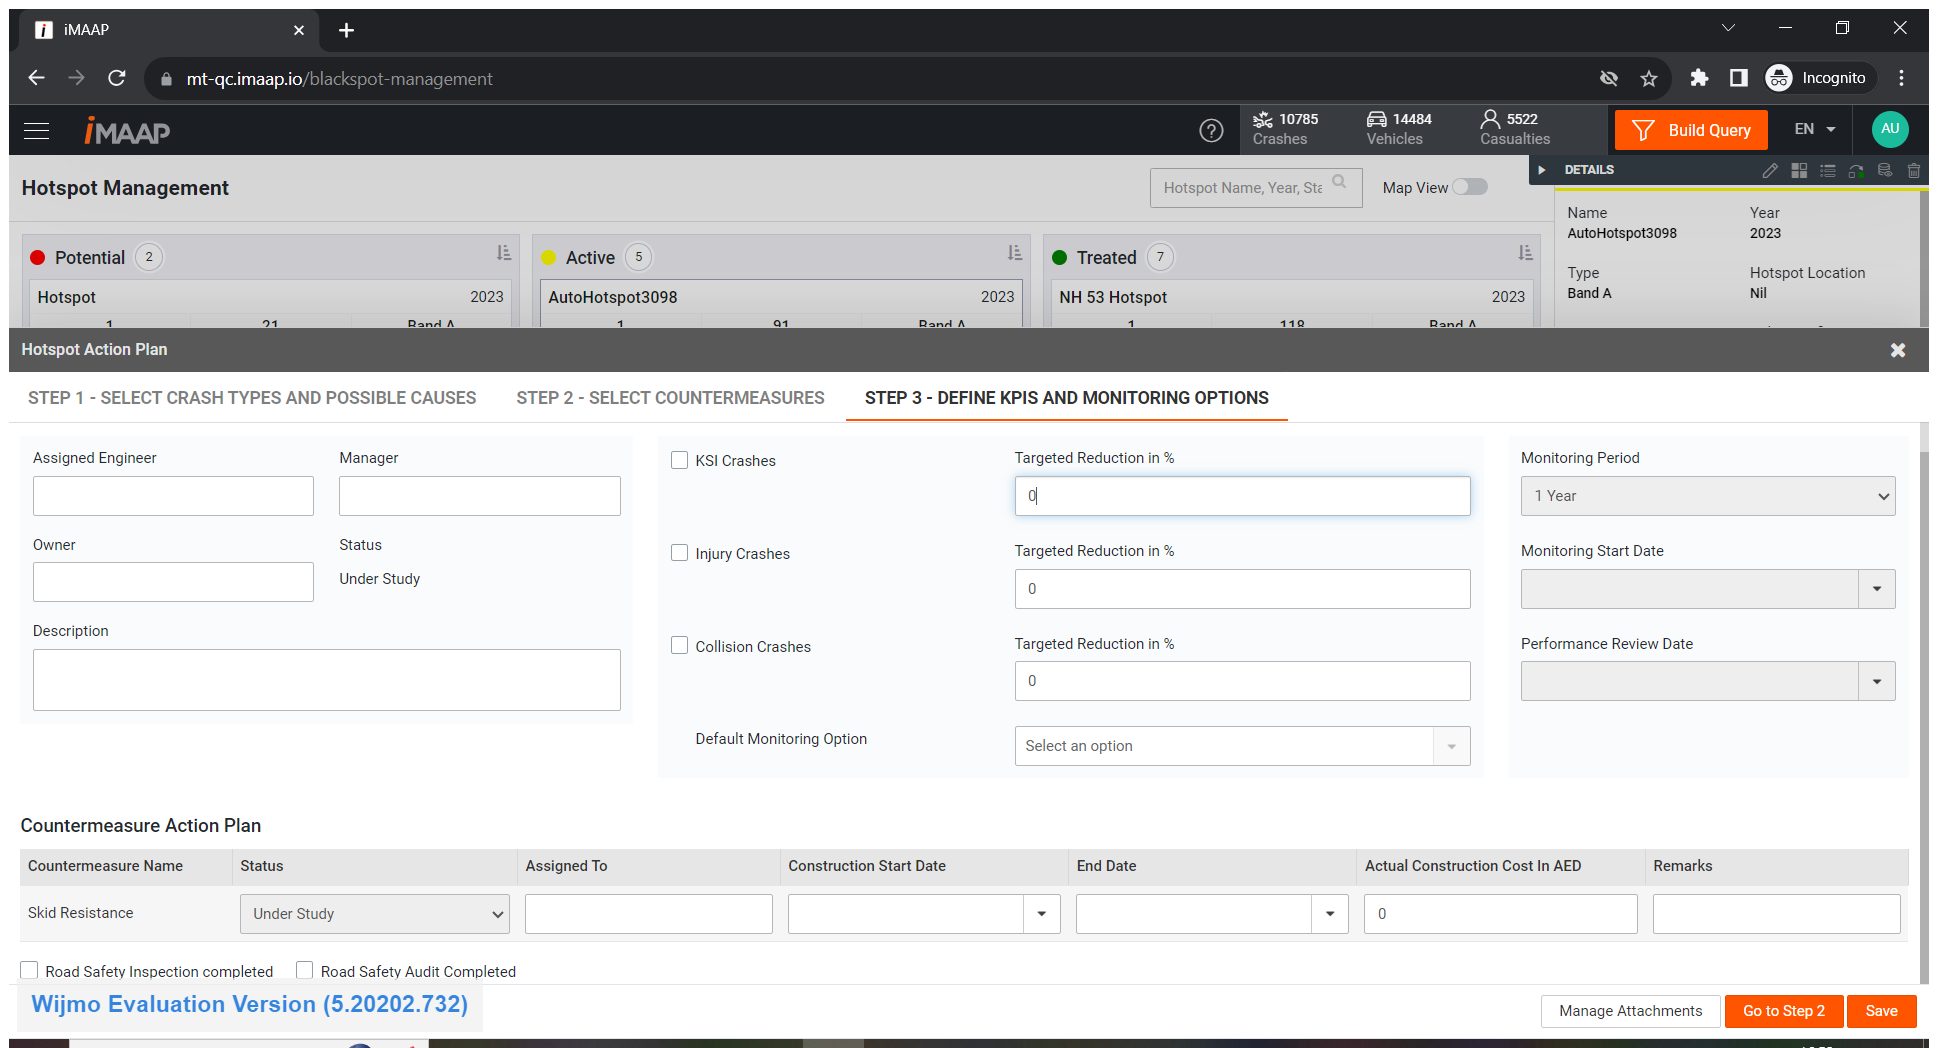 iMAAP
mt-qc.imaap.io/blackspot-management
Incognito
iMAAP
10785
Crashes
14484
Vehicles
5522
Casualties
Build Query
EN
AU
Hotspot Management
Hotspot Name, Year, Sta
Map View
DETAILS
Name
AutoHotspot3098
Year
2023
Type
Band A
Hotspot Location
Nil
Potential 2
Active 5
Treated 7
Hotspot 2023
AutoHotspot3098 2023
NH 53 Hotspot 2023
1 21 Band A
1 91 Band A
1 118 Band A
Hotspot Action Plan
STEP 1 - SELECT CRASH TYPES AND POSSIBLE CAUSES
STEP 2 - SELECT COUNTERMEASURES
STEP 3 - DEFINE KPIS AND MONITORING OPTIONS
Assigned Engineer
Manager
Owner
Status
Under Study
Description
KSI Crashes
Targeted Reduction in %
0
Injury Crashes
Targeted Reduction in %
0
Collision Crashes
Targeted Reduction in %
0
Default Monitoring Option
Select an option
Monitoring Period
1 Year
Monitoring Start Date
Performance Review Date
Countermeasure Action Plan
Countermeasure Name Status Assigned To Construction Start Date End Date Actual Construction Cost In AED Remarks
Skid Resistance Under Study 0
Road Safety Inspection completed Road Safety Audit Completed
Wijmo Evaluation Version (5.20202.732)
Manage Attachments
Go to Step 2
Save